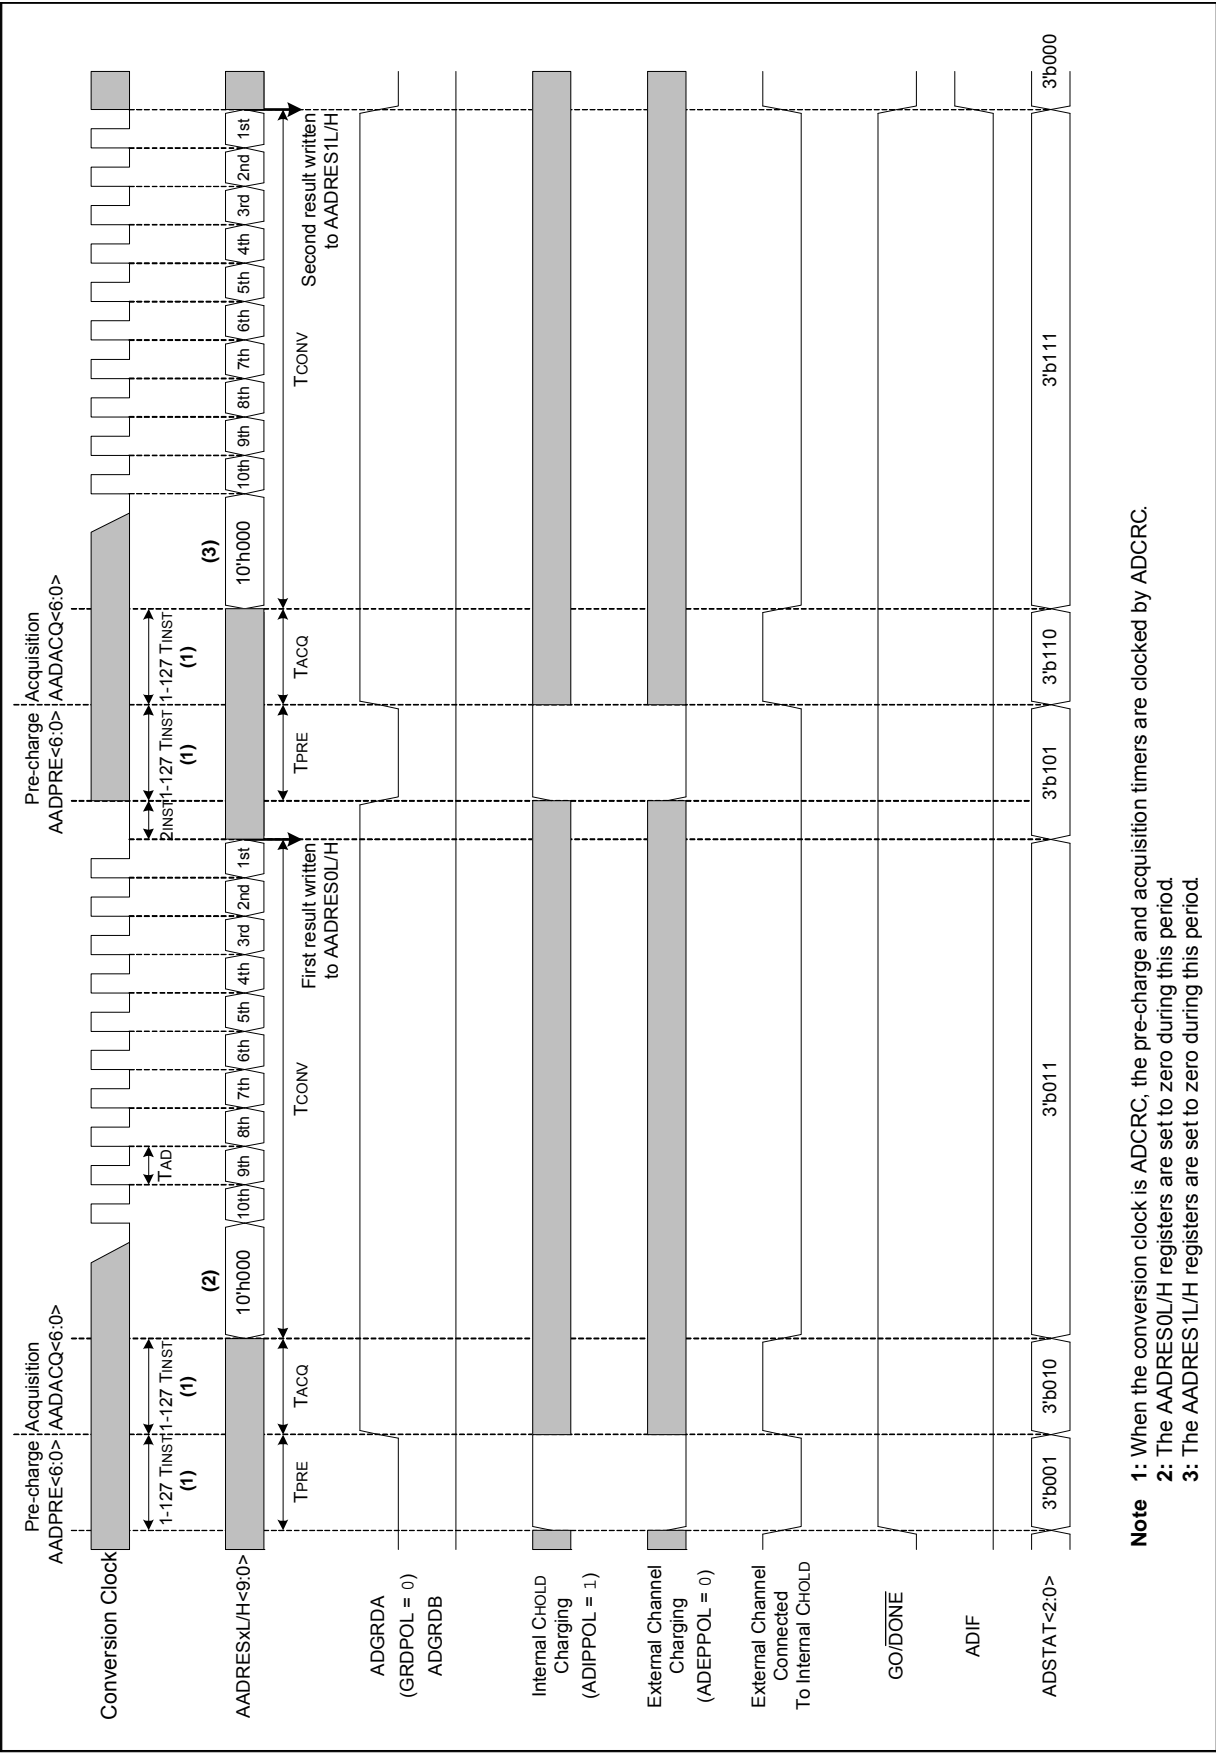 Pre-charge Acquisition
AADPRE<6:0> AADACQ<6:0>
Pre-charge Acquisition
AADPRE<6:0> AADACQ<6:0>
Conversion Clock
1-127 TINST 1-127 TINST
(1) (1)
TAD
2INST 1-127 TINST 1-127 TINST
(1) (1)
(2)
(3)
AADRESxL/H<9:0>
10'h000 10th 9th 8th 7th 6th 5th 4th 3rd 2nd 1st
10'h000 10th 9th 8th 7th 6th 5th 4th 3rd 2nd 1st
TPRE TACQ TCONV
TPRE TACQ TCONV
First result written
to AADRES0L/H
Second result written
to AADRES1L/H
ADGRDA
(GRDPOL = 0)
ADGRDB
Internal CHOLD
Charging
(ADIPPOL = 1)
External Channel
Charging
(ADEPPOL = 0)
External Channel
Connected
To Internal CHOLD
GO/DONE
ADIF
ADSTAT<2:0>
3'b001 3'b010 3'b011 3'b101 3'b110 3'b111 3'b000
Note 1: When the conversion clock is ADCRC, the pre-charge and acquisition timers are clocked by ADCRC.
2: The AADRES0L/H registers are set to zero during this period.
3: The AADRES1L/H registers are set to zero during this period.